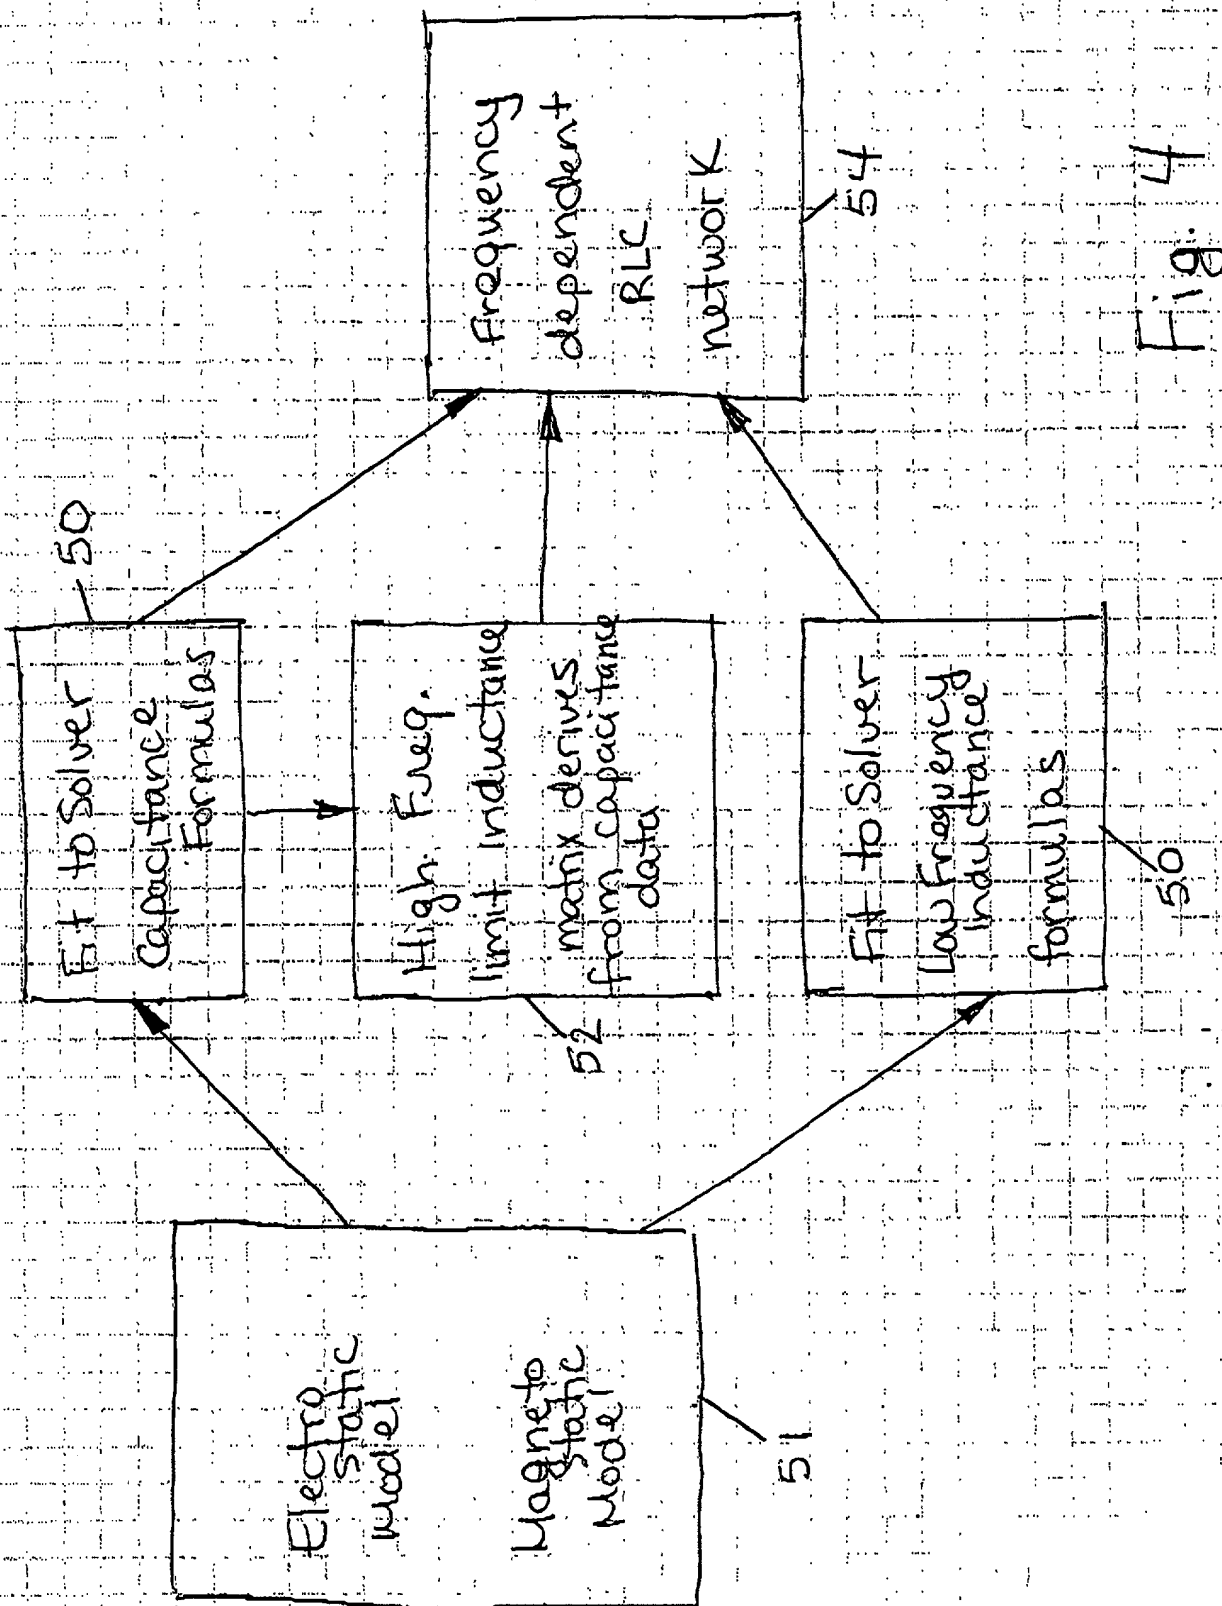 Electro
static
Model
Magneto
static
Model
51
Fit to Solver
Capacitance
Formulas
50
High Freq.
limit inductance
matrix derives
from capacitance
data
52
Fit to Solver
Low Frequency
Inductance
formulas
50
Frequency
dependent
RLC
network
54
Fig. 4